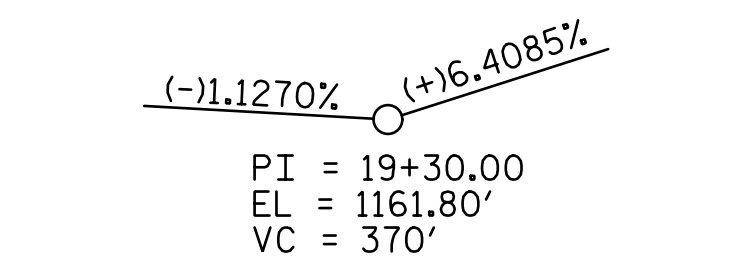 (-)1.1270%
(+)6.4085%
PI = 19+30.00
EL = 1161.80′
VC = 370′